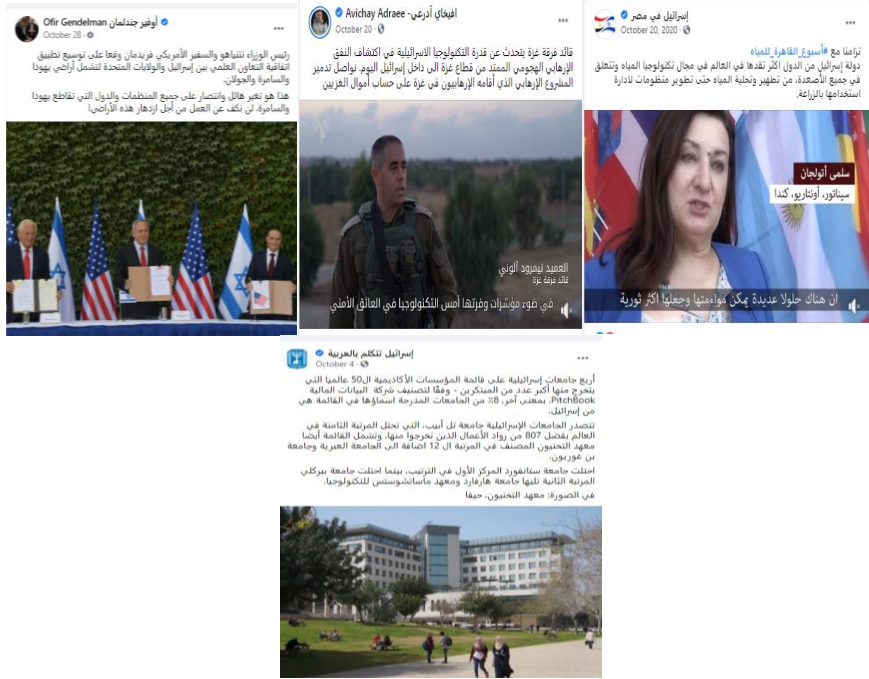 أوفير جندلمان Ofir Gendelman
October 28
رئيس الوزراء نتنياهو والسفير الأمريكي فريدمان وقعا على توسيع تطبيق
اتفاقية التعاون العلمي بين إسرائيل والولايات المتحدة لتشمل أراضي يهودا
والسامرة والجولان.
هذا هو تغير هائل وانتصار على جميع المنظمات والدول التي تقاطع يهودا
والسامرة. لن نكف عن العمل من أجل ازدهار هذه الأراضي!
افيخاي أدرعي- Avichay Adraee
October 20
قائد فرقة غزة يتحدث عن قدرة التكنولوجيا الاسرائيلية في اكتشاف النفق
الإرهابي الهجومي الممتد من قطاع غزة الى داخل إسرائيل اليوم. نواصل تدمير
المشروع الإرهابي الذي أقامه الإرهابيون في غزة على حساب أموال الغزيين
العميد نيمرود ألوني
قائد فرقة غزة
في ضوء مؤشرات وفرتها أمس التكنولوجيا في العائق الأمني
إسرائيل في مصر
October 20, 2020
تزامنا مع #أسبوع_القاهرة_للمياه
دولة إسرائيل من الدول اكثر تقدها في العالم في مجال تكنولوجيا المياه وتتعلق
في جميع الأصعدة، من تطهير وتحلية المياه حتى تطوير منظومات لادارة
استخدامها بالزراعة.
سلمى أتولجان
سيناتور، أونتاريو، كندا
ان هناك حلولا عديدة يمكن مواءمتها وجعلها اكثر ثورية
إسرائيل تتكلم بالعربية
October 4
أربع جامعات إسرائيلية على قائمة المؤسسات الأكاديمية ال50 عالميا التي
يتخرج منها أكبر عدد من المبتكرين - وفقًا لتصنيف شركة البيانات المالية
PitchBook. بمعنى آخر، 8٪ من الجامعات المدرجة اسماؤها في القائمة هي
من إسرائيل.
تتصدر الجامعات الإسرائيلية جامعة تل أبيب، التي تحتل المرتبة الثامنة في
العالم بفضل 807 من رواد الأعمال الذين تخرجوا منها. وتشمل القائمة أيضا
معهد التخنيون المصنف في المرتبة ال 12 اضافة الى الجامعة العبرية وجامعة
بن غوريون.
احتلت جامعة ستانفورد المركز الأول في الترتيب، بينما احتلت جامعة بيركلي
المرتبة الثانية تليها جامعة هارفارد ومعهد ماساتشوستس للتكنولوجيا.
في الصورة: معهد التخنيون، حيفا